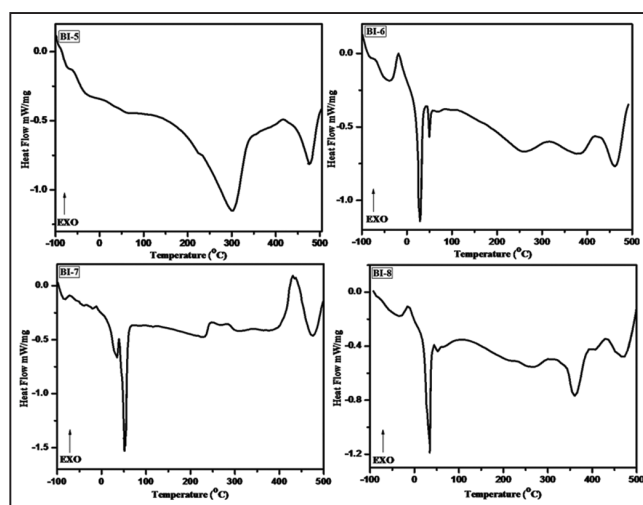 BI-5
0.0
-0.5
-1.0
Heat Flow mW/mg
EXO
-100 0 100 200 300 400 500
Temperature (°C)
BI-6
0.0
-0.5
-1.0
Heat Flow mW/mg
EXO
-100 0 100 200 300 400 500
Temperature (°C)
BI-7
0.0
-0.5
-1.0
-1.5
Heat Flow mW/mg
EXO
-100 0 100 200 300 400 500
Temperature (°C)
BI-8
0.0
-0.4
-0.8
-1.2
Heat Flow mW/mg
EXO
-100 0 100 200 300 400 500
Temperature (°C)